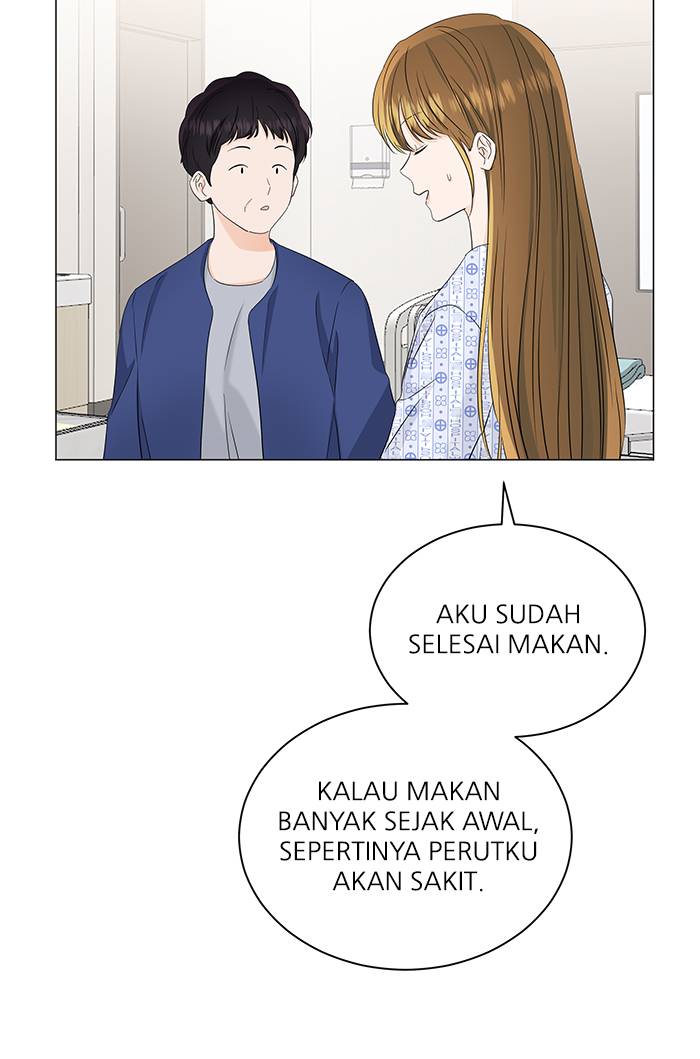 AKU SUDAH
SELESAI MAKAN.
KALAU MAKAN
BANYAK SEJAK AWAL,
SEPERTINYA PERUTKU
AKAN SAKIT.